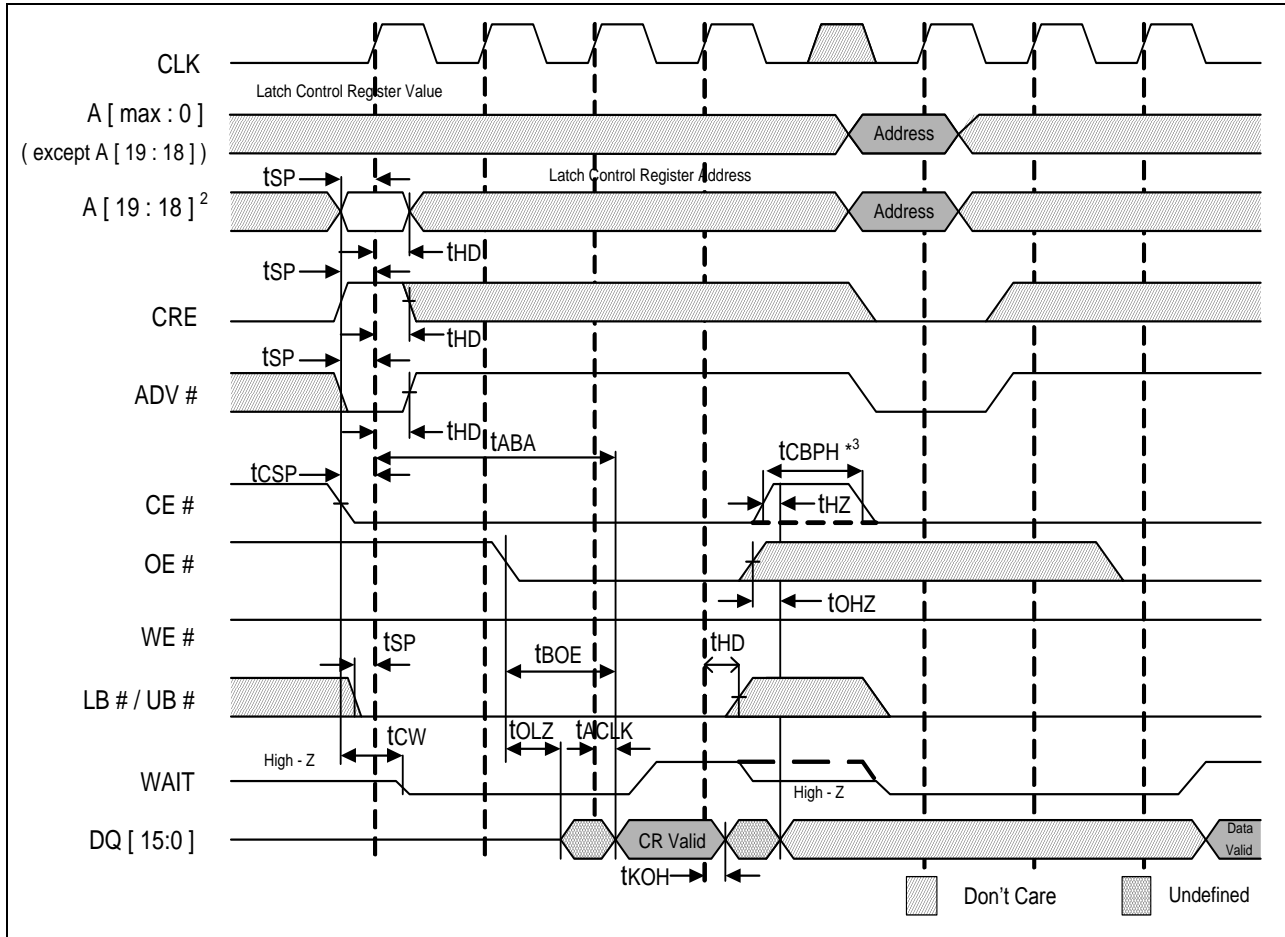 CLK
Latch Control Register Value
A [ max : 0 ]
( except A [ 19 : 18 ] )
Address
tSP
Latch Control Register Address
A [ 19 : 18 ] 2
Address
tHD
tSP
CRE
tHD
tSP
ADV #
tHD
tABA
tCBPH *3
tCSP
CE #
tHZ
OE #
tOHZ
WE #
tSP
tHD
tBOE
LB # / UB #
tCW
tOLZ
tACLK
High - Z
WAIT
High - Z
DQ [ 15:0 ]
CR Valid
Data
Valid
tKOH
Don't Care
Undefined